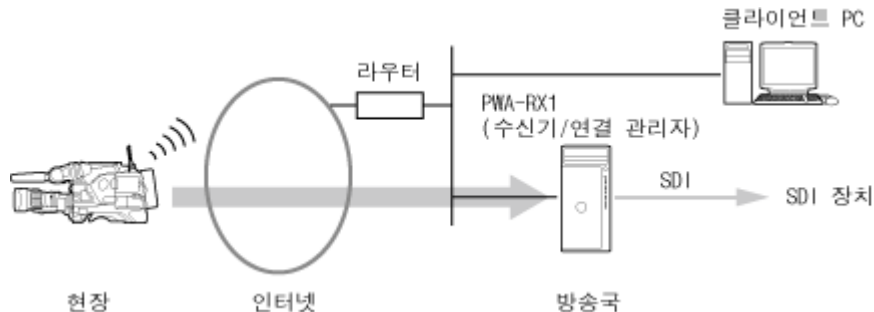 클라이언트 PC
라우터
PWA-RX1
(수신기/연결 관리자)
SDI
SDI 장치
현장
인터넷
방송국